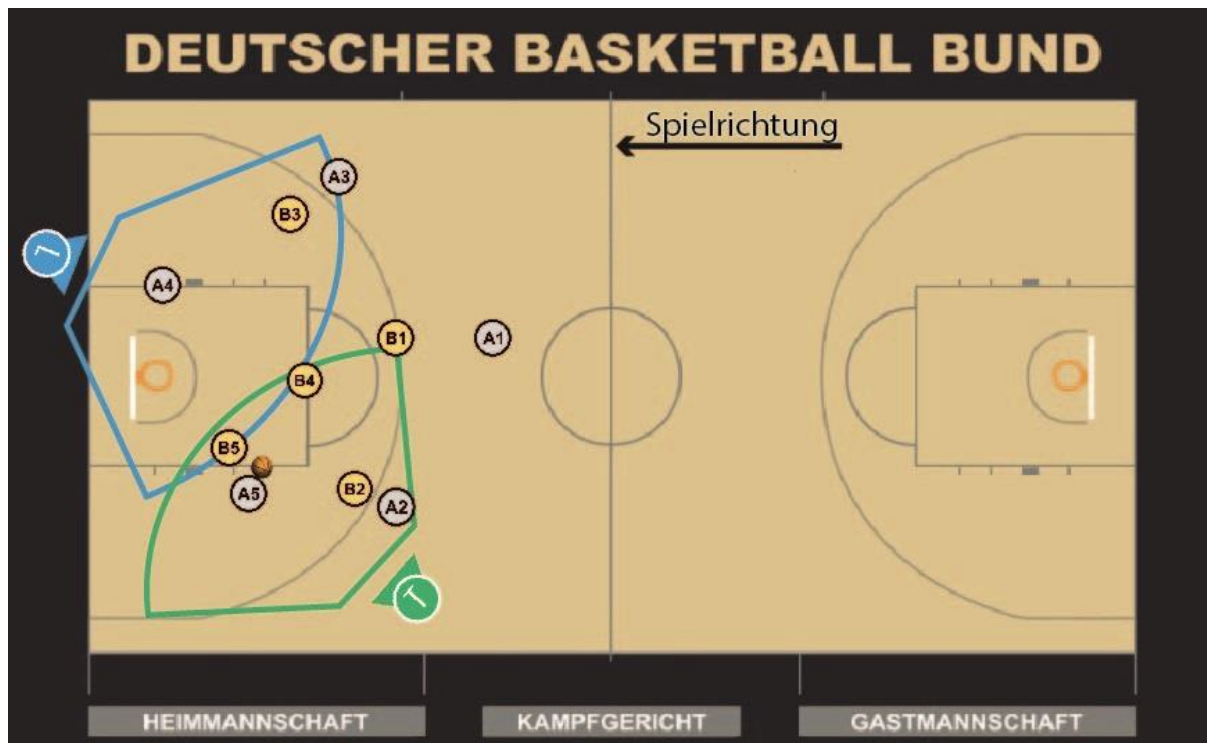 DEUTSCHER BASKETBALL BUND
Spielrichtung
A3
B3
L
A4
B1
A1
B4
B5
A5
B2
A2
T
HEIMMANNSCHAFT
KAMPFGERICHT
GASTMANNSCHAFT